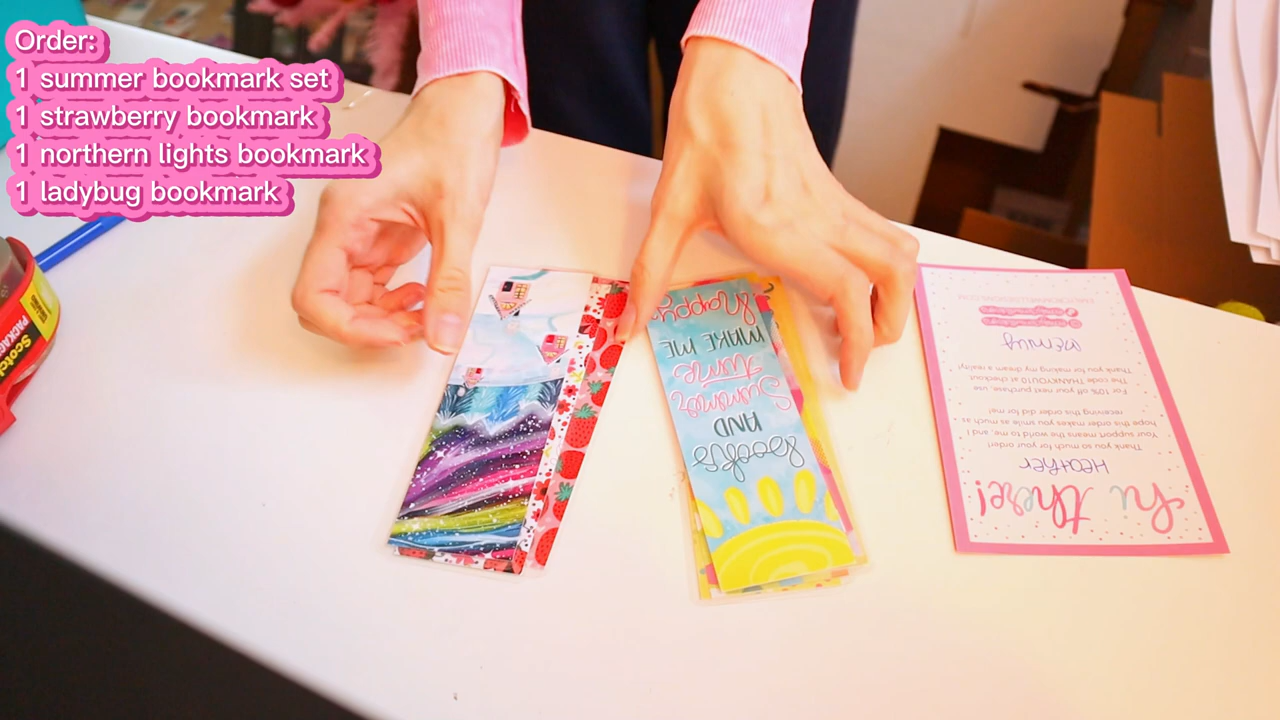 Order:
1 summer bookmark set
1 strawberry bookmark
1 northern lights bookmark
1 ladybug bookmark
Scotch
PACKAG
Books
AND
Summer
time
MAKE ME
Happy
hi there!
Heather
Thank you so much for your order!
Your support means the world to me, and I
hope this order makes you smile as much as
receiving this order did for me!
For 10% off your next purchase, use
the code THANKYOU10 at checkout
Thank you for making my dream a reality!